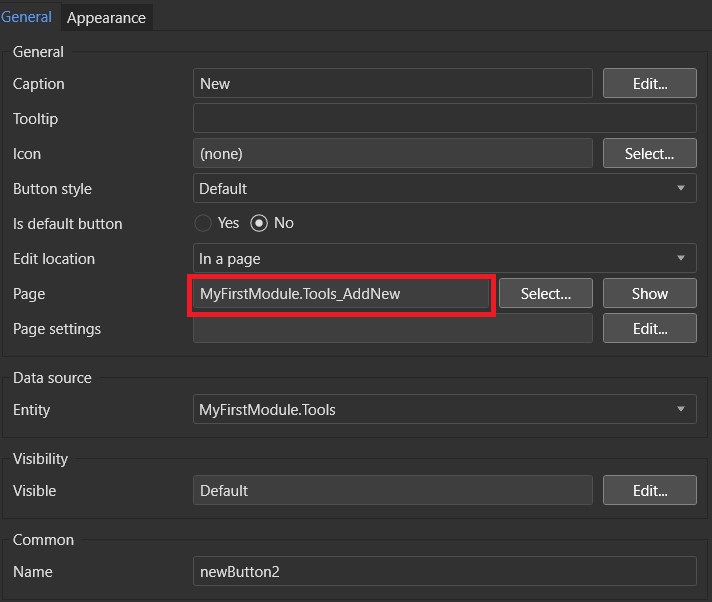 General Appearance
General
Caption New Edit...
Tooltip
Icon (none) Select...
Button style Default
Is default button Yes No
Edit location In a page
Page MyFirstModule.Tools_AddNew Select... Show
Page settings Edit...
Data source
Entity MyFirstModule.Tools
Visibility
Visible Default Edit...
Common
Name newButton2